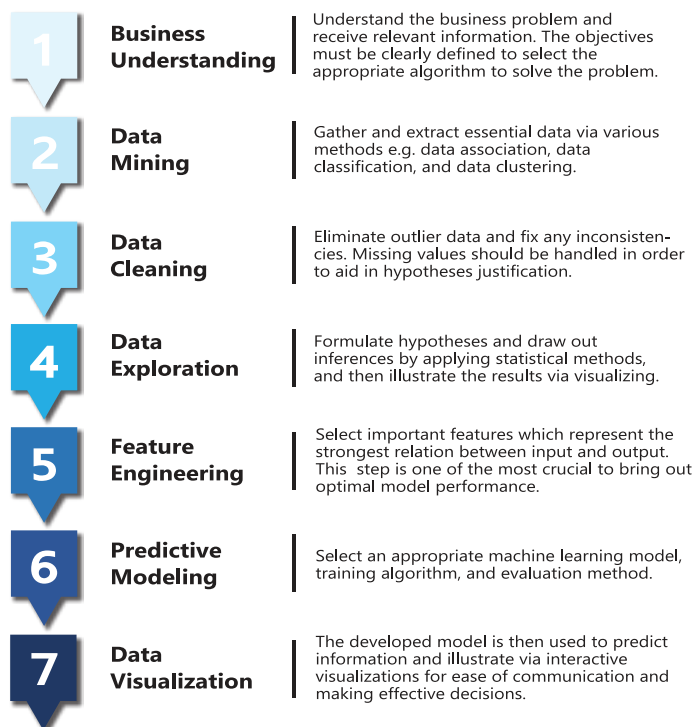 1
Business
Understanding
Understand the business problem and
receive relevant information. The objectives
must be clearly defined to select the
appropriate algorithm to solve the problem.
2
Data
Mining
Gather and extract essential data via various
methods e.g. data association, data
classification, and data clustering.
3
Data
Cleaning
Eliminate outlier data and fix any inconsisten-
cies. Missing values should be handled in order
to aid in hypotheses justification.
4
Data
Exploration
Formulate hypotheses and draw out
inferences by applying statistical methods,
and then illustrate the results via visualizing.
5
Feature
Engineering
Select important features which represent the
strongest relation between input and output.
This step is one of the most crucial to bring out
optimal model performance.
6
Predictive
Modeling
Select an appropriate machine learning model,
training algorithm, and evaluation method.
7
Data
Visualization
The developed model is then used to predict
information and illustrate via interactive
visualizations for ease of communication and
making effective decisions.